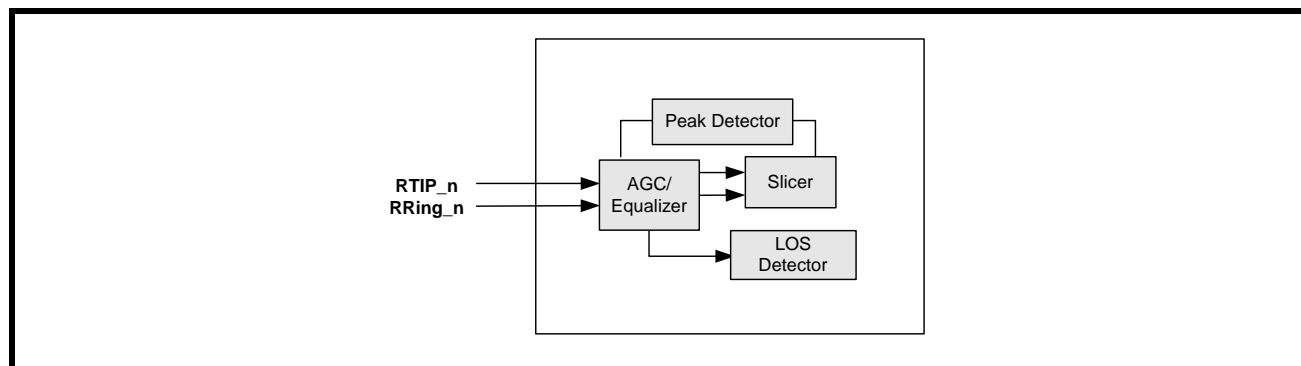 Peak Detector
RTIP_n
RRing_n
AGC/
Equalizer
Slicer
LOS
Detector